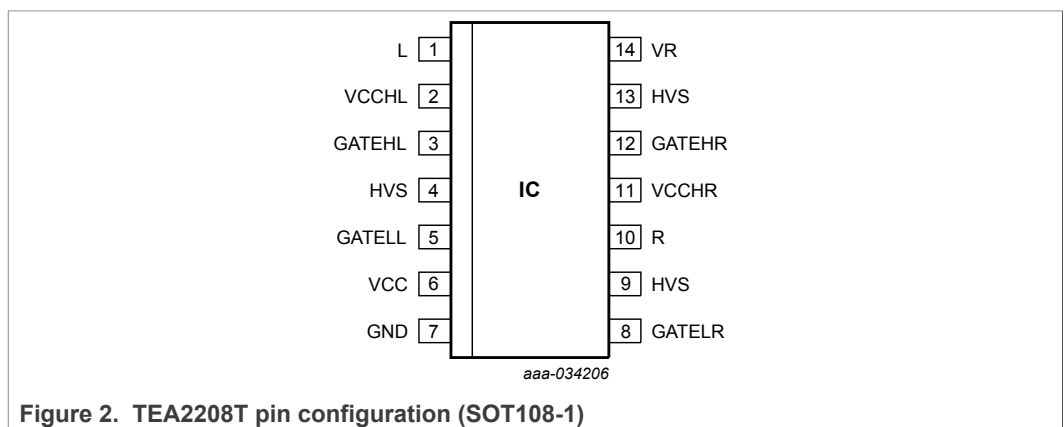 L 1 14 VR
VCCHL 2 13 HVS
GATEHL 3 12 GATEHR
HVS 4 IC 11 VCCHR
GATELL 5 10 R
VCC 6 9 HVS
GND 7 8 GATELR
aaa-034206
Figure 2. TEA2208T pin configuration (SOT108-1)